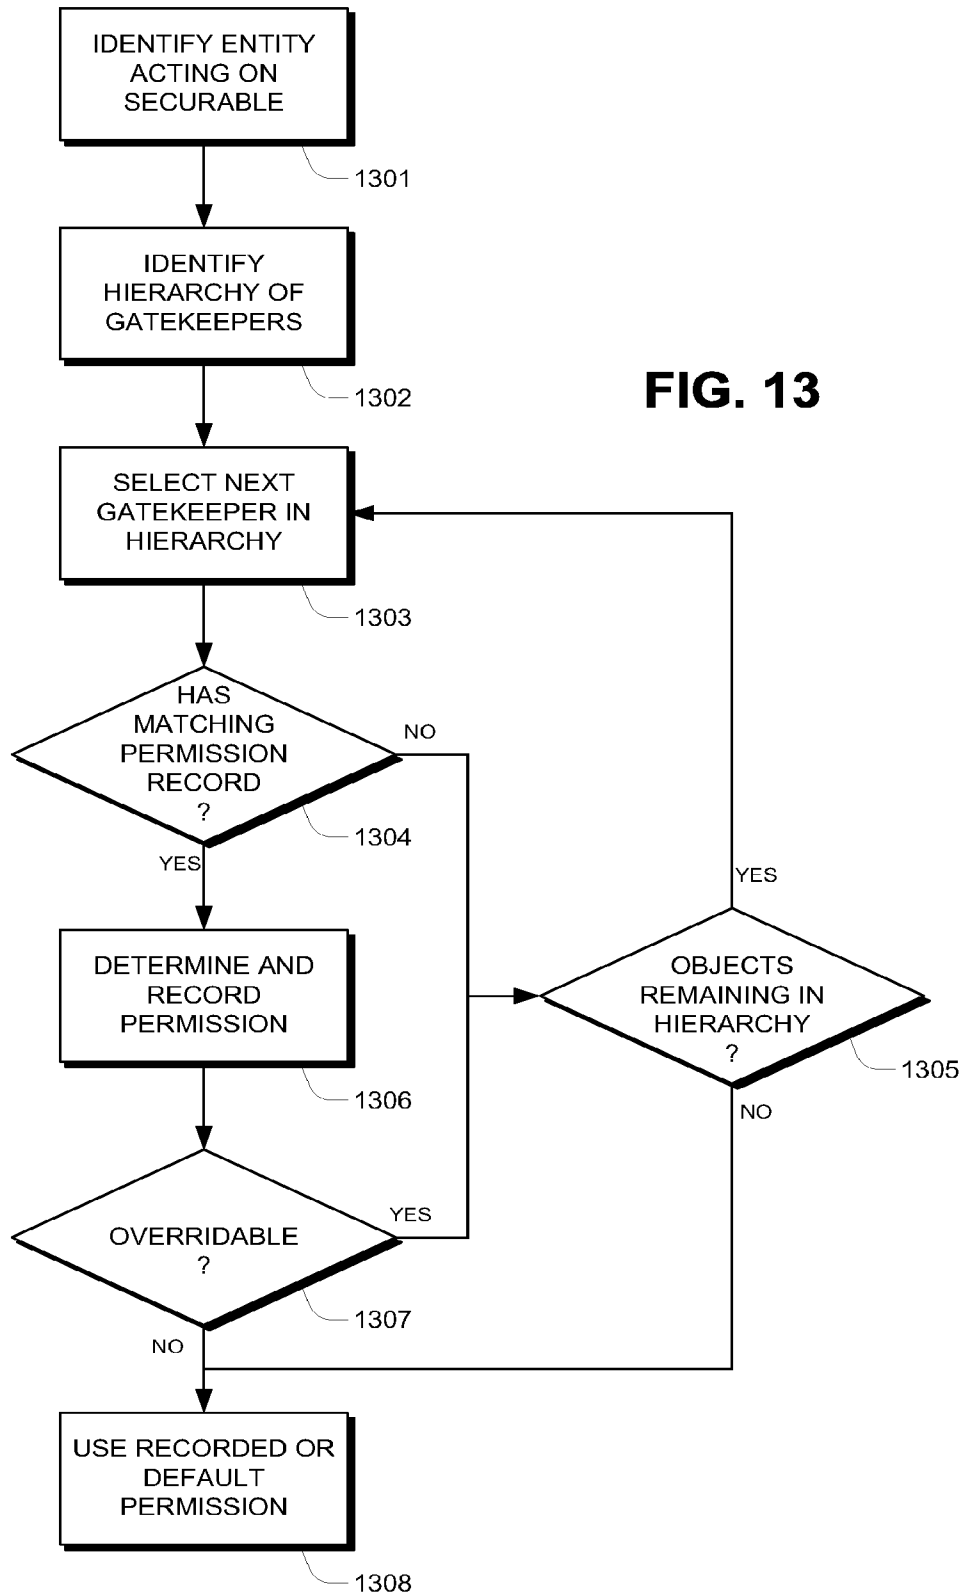 IDENTIFY ENTITY
ACTING ON
SECURABLE
1301
IDENTIFY
HIERARCHY OF
GATEKEEPERS
1302
FIG. 13
SELECT NEXT
GATEKEEPER IN
HIERARCHY
1303
HAS
MATCHING
PERMISSION
RECORD
?
NO
1304
YES
DETERMINE AND
RECORD
PERMISSION
1306
YES
OBJECTS
REMAINING IN
HIERARCHY
?
1305
NO
OVERRIDABLE
?
YES
1307
NO
USE RECORDED OR
DEFAULT
PERMISSION
1308